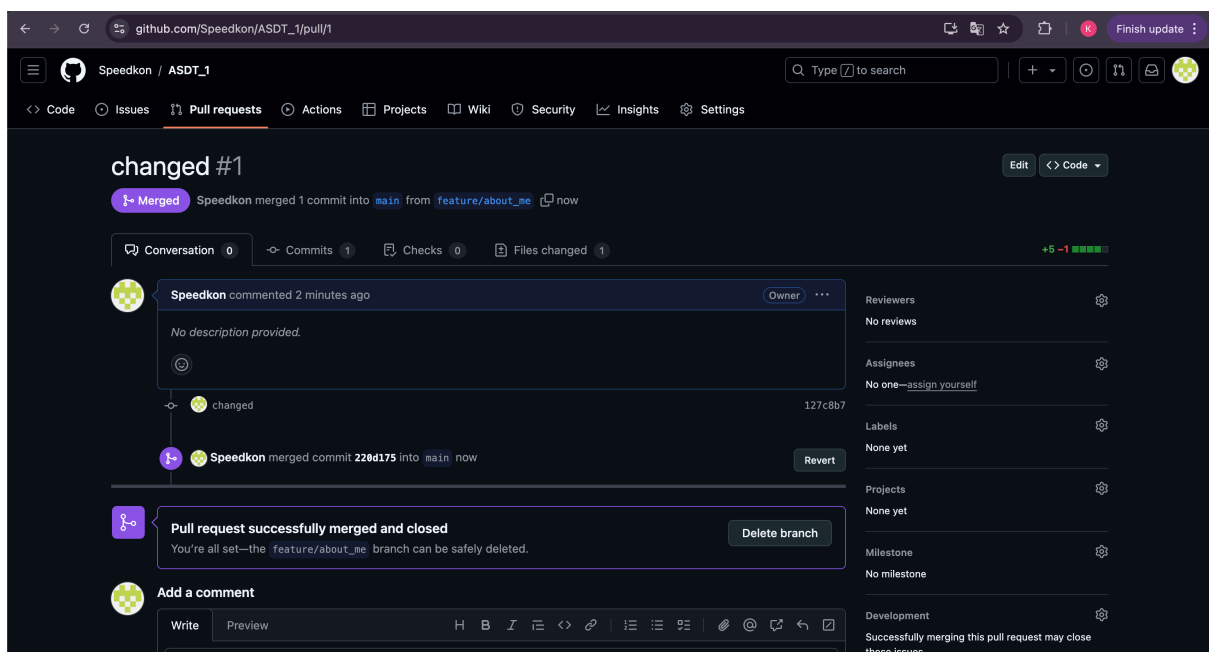 github.com/Speedkon/ASDT_1/pull/1
K
Finish update
Speedkon / ASDT_1
Type / to search
Code Issues Pull requests Actions Projects Wiki Security Insights Settings
changed #1
Edit
Code
Merged Speedkon merged 1 commit into main from feature/about_me now
Conversation 0 Commits 1 Checks 0 Files changed 1
+5 −1
Speedkon commented 2 minutes ago
Owner
No description provided.
changed 127c8b7
Speedkon merged commit 220d175 into main now
Revert
Pull request successfully merged and closed
You're all set—the feature/about_me branch can be safely deleted.
Delete branch
Add a comment
Write Preview
H B I
Reviewers
No reviews
Assignees
No one—assign yourself
Labels
None yet
Projects
None yet
Milestone
No milestone
Development
Successfully merging this pull request may close
these issues